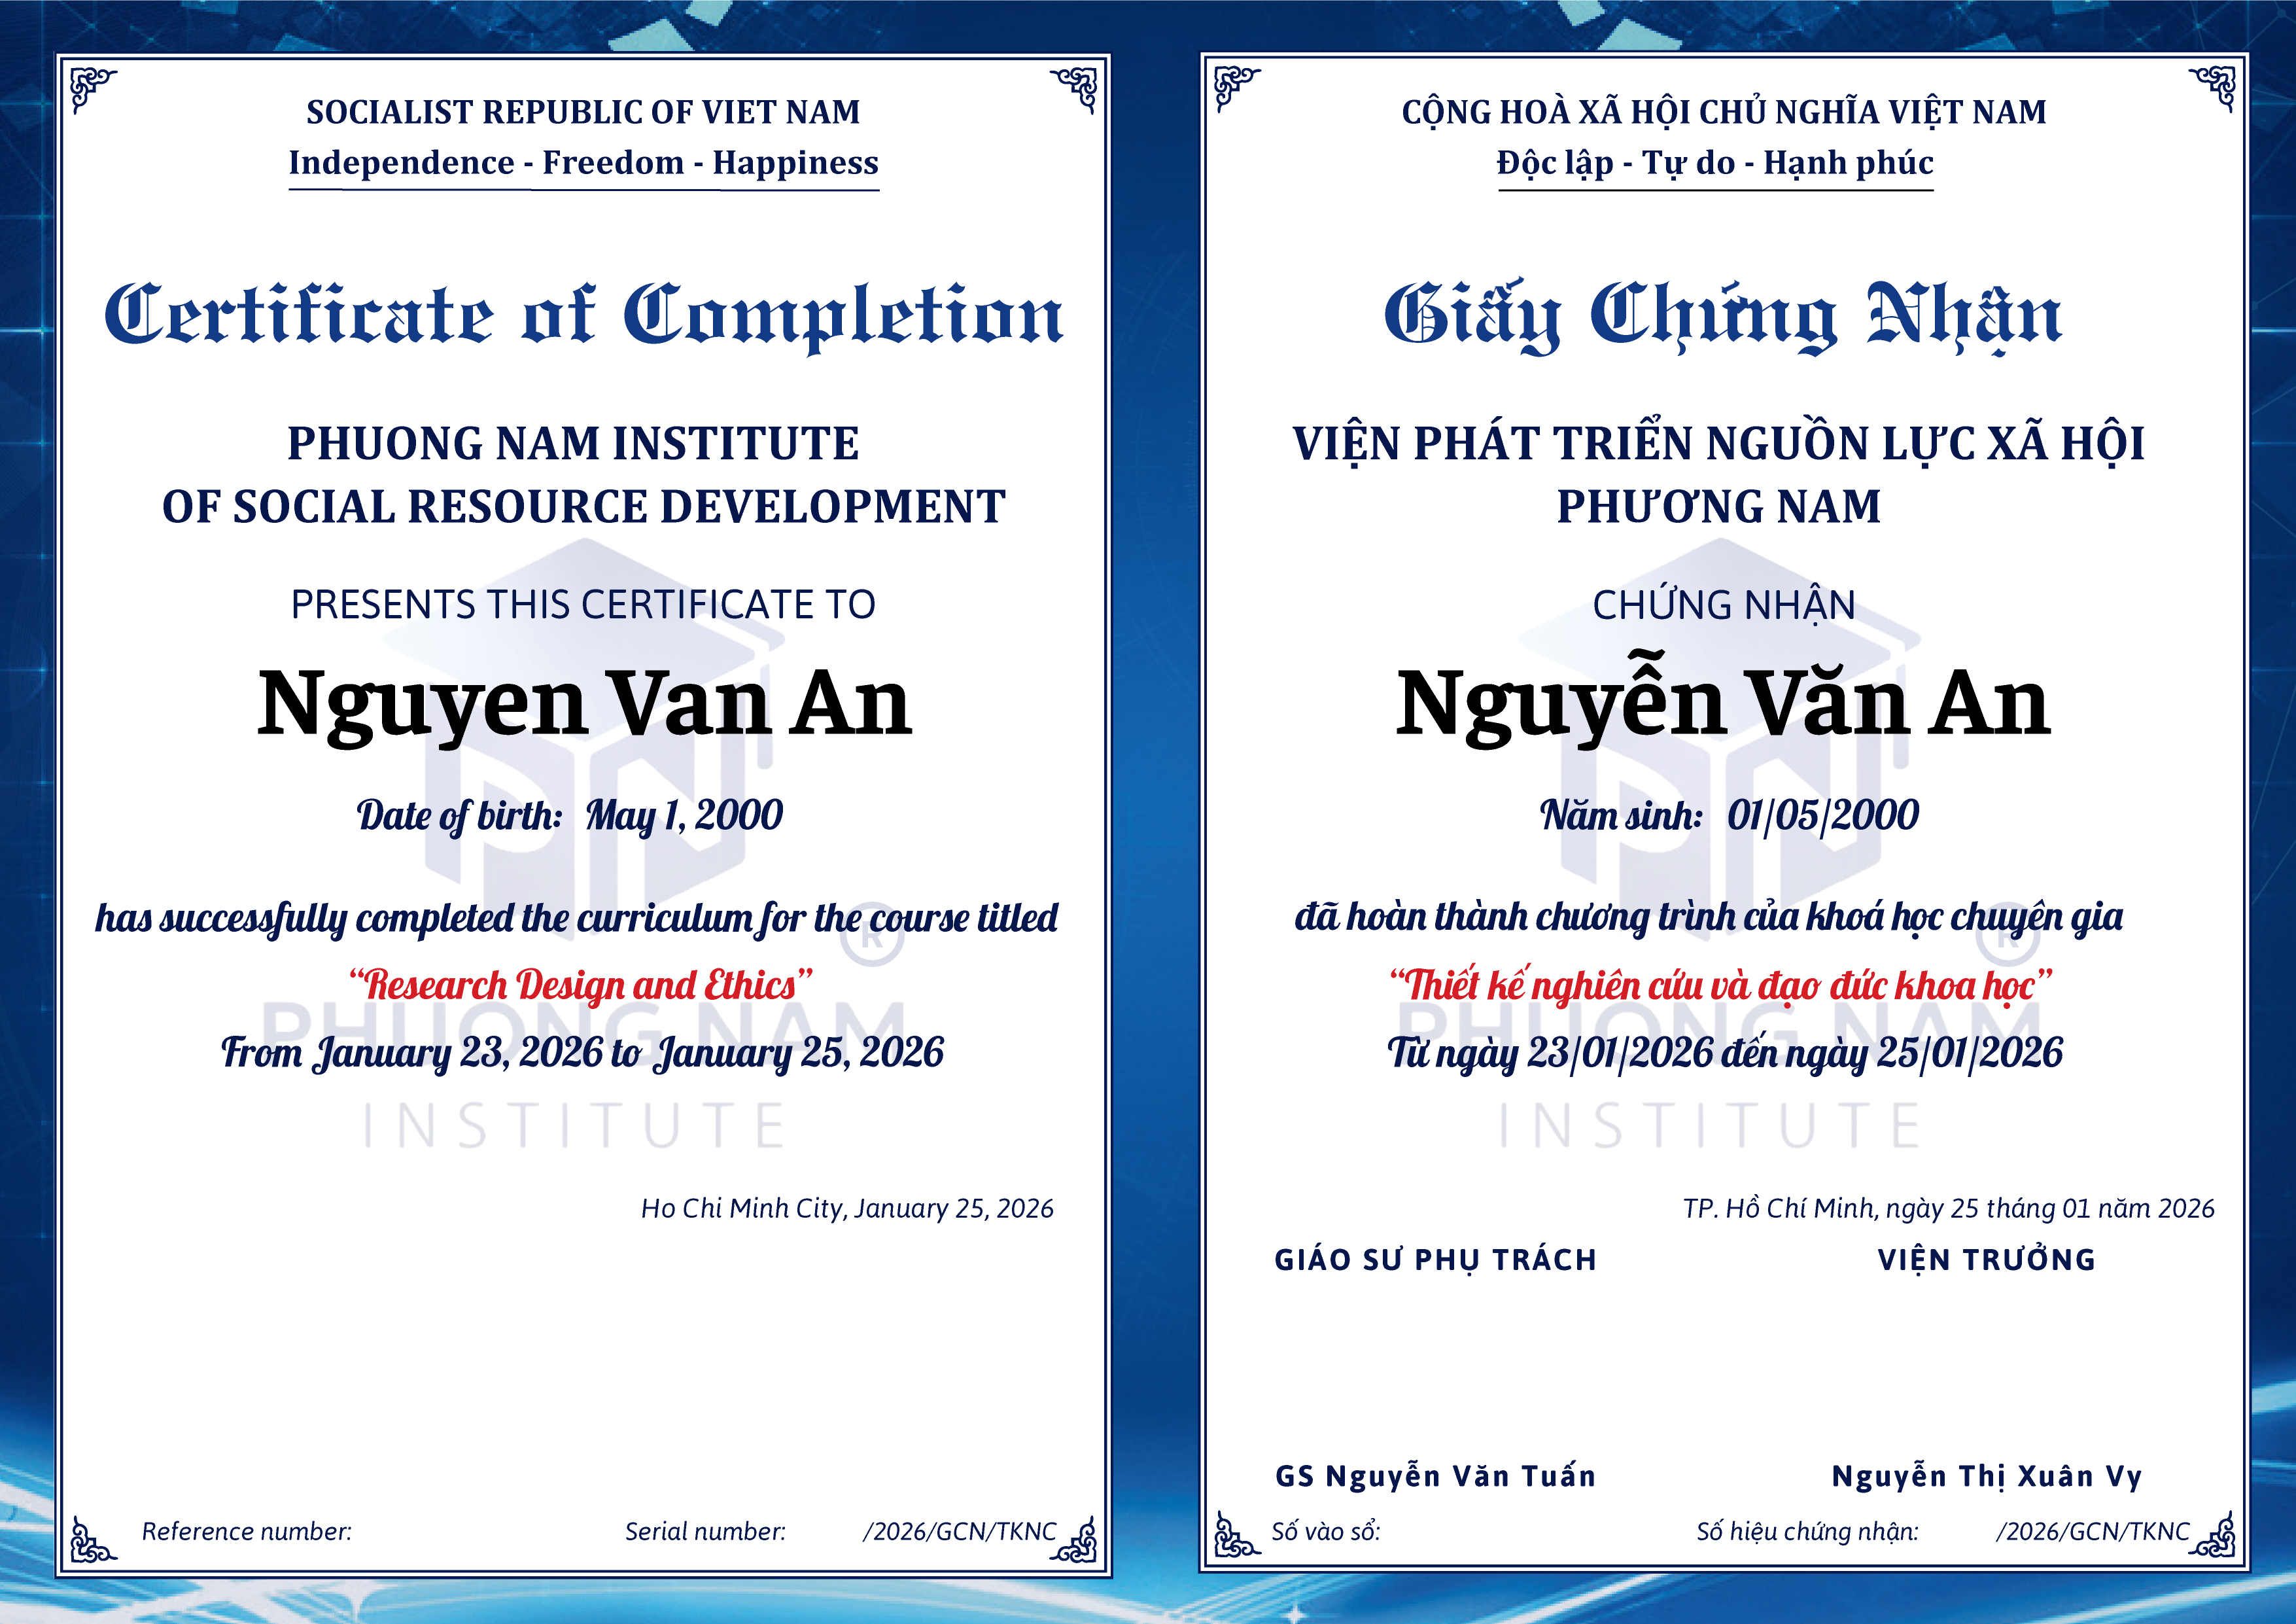 SOCIALIST REPUBLIC OF VIET NAM
Independence - Freedom - Happiness
Certificate of Completion
PHUONG NAM INSTITUTE
OF SOCIAL RESOURCE DEVELOPMENT
PRESENTS THIS CERTIFICATE TO
Nguyen Van An
Date of birth: May 1, 2000
has successfully completed the curriculum for the course titled
“Research Design and Ethics”
From January 23, 2026 to January 25, 2026
PN
®
PHUONG NAM
INSTITUTE
Ho Chi Minh City, January 25, 2026
Reference number:
Serial number: /2026/GCN/TKNC
CỘNG HOÀ XÃ HỘI CHỦ NGHĨA VIỆT NAM
Độc lập - Tự do - Hạnh phúc
Giấy Chứng Nhận
VIỆN PHÁT TRIỂN NGUỒN LỰC XÃ HỘI
PHƯƠNG NAM
CHỨNG NHẬN
Nguyễn Văn An
Năm sinh: 01/05/2000
đã hoàn thành chương trình của khoá học chuyên gia
“Thiết kế nghiên cứu và đạo đức khoa học”
Từ ngày 23/01/2026 đến ngày 25/01/2026
PN
®
PHUONG NAM
INSTITUTE
TP. Hồ Chí Minh, ngày 25 tháng 01 năm 2026
GIÁO SƯ PHỤ TRÁCH
VIỆN TRƯỞNG
GS Nguyễn Văn Tuấn
Nguyễn Thị Xuân Vy
Số vào sổ:
Số hiệu chứng nhận: /2026/GCN/TKNC